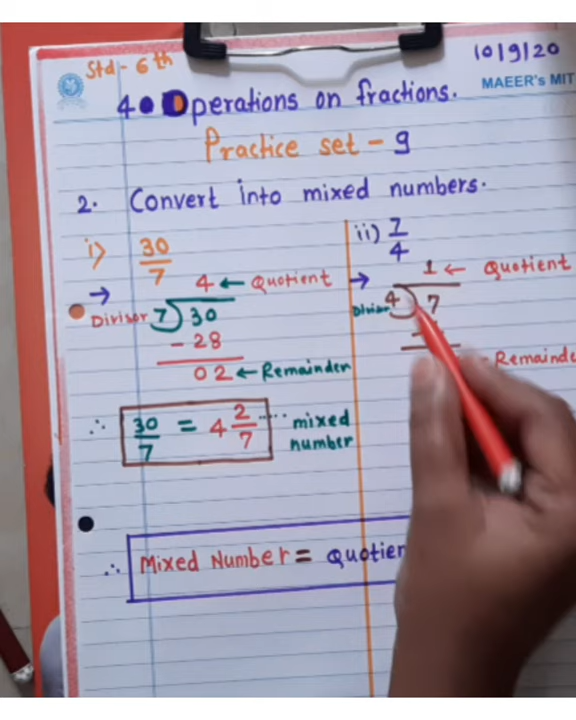 Std - 6th
10/9/20
MAEER's MIT
4. Operations on fractions.
Practice set - 9
2. Convert into mixed numbers.
i) 30/7
→ 4 ← Quotient
Divisor 7)30
- 28
02 ← Remainder
∴ 30/7 = 4 2/7 .... mixed number
ii) 7/4
→ 1 ← Quotient
Divisor 4)7
Remainde
∴ Mixed Number = Quotien